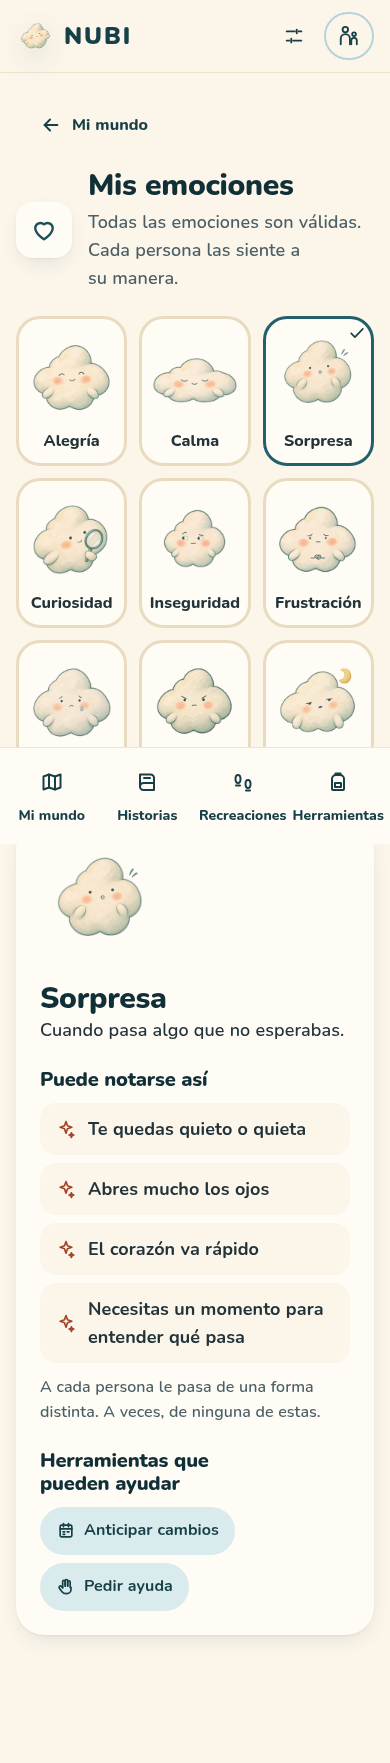 NUBI
Mi mundo
Mis emociones
Todas las emociones son válidas.
Cada persona las siente a
su manera.
Alegría
Calma
Sorpresa
Curiosidad
Inseguridad
Frustración
Mi mundo
Historias
Recreaciones
Herramientas
Sorpresa
Cuando pasa algo que no esperabas.
Puede notarse así
Te quedas quieto o quieta
Abres mucho los ojos
El corazón va rápido
Necesitas un momento para
entender qué pasa
A cada persona le pasa de una forma
distinta. A veces, de ninguna de estas.
Herramientas que
pueden ayudar
Anticipar cambios
Pedir ayuda